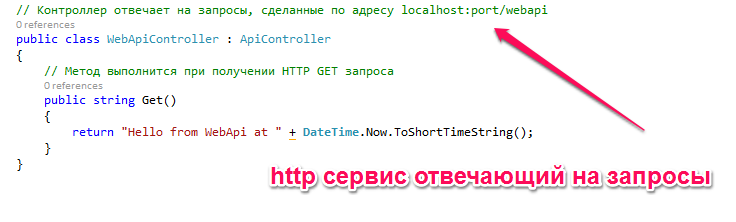 // Контроллер отвечает на запросы, сделанные по адресу localhost:port/webapi
0 references
public class WebApiController : ApiController
{
// Метод выполнится при получении HTTP GET запроса
0 references
public string Get()
{
return "Hello from WebApi at " + DateTime.Now.ToShortTimeString();
}
}
http сервис отвечающий на запросы